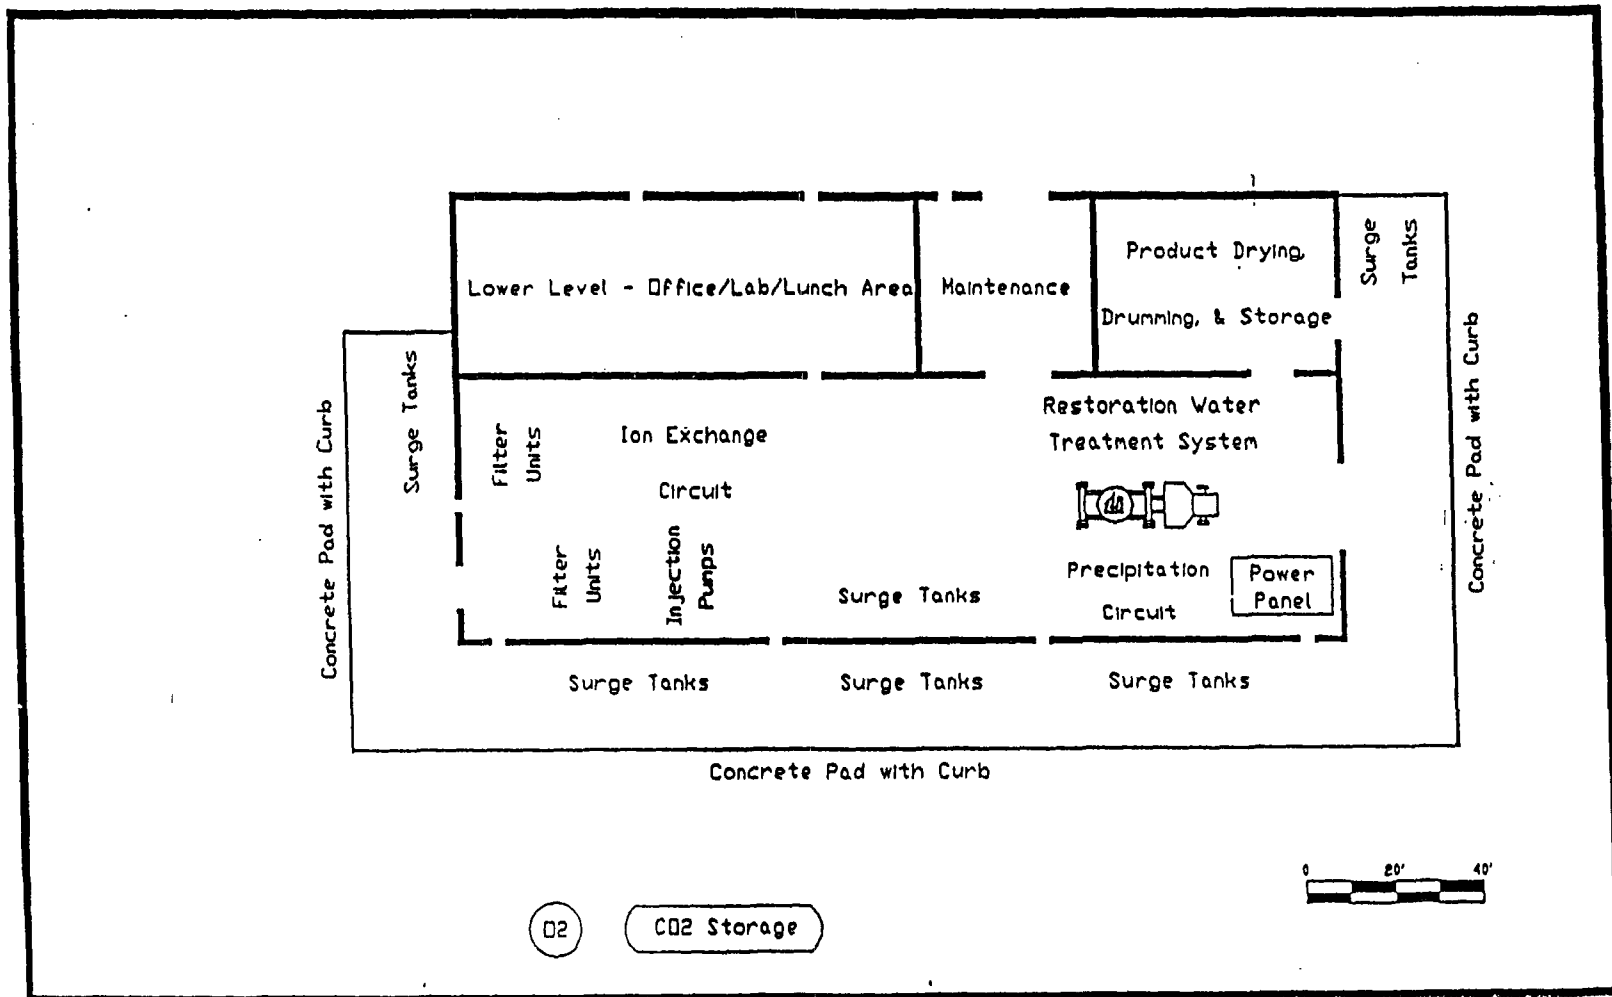 Surge
Tanks
Product Drying,
Drumming, & Storage
Lower Level - Office/Lab/Lunch Area
Maintenance
Surge Tanks
Concrete Pad with Curb
Concrete Pad with Curb
Restoration Water
Treatment System
Filter
Units
Ion Exchange
Circuit
Filter
Units
Injection
Pumps
Surge Tanks
Precipitation
Circuit
Power
Panel
Surge Tanks
Surge Tanks
Surge Tanks
Concrete Pad with Curb
0 20' 40'
O2
CO2 Storage